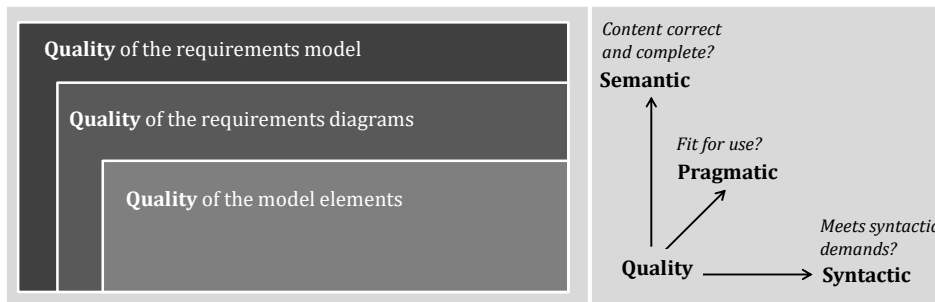 Quality of the requirements model
Quality of the requirements diagrams
Quality of the model elements
Content correct
and complete?
Semantic
Fit for use?
Pragmatic
Meets syntactic
demands?
Syntactic
Quality